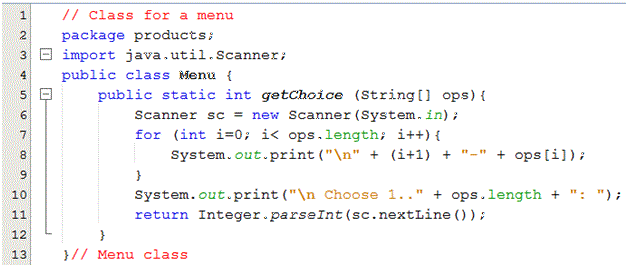 1 // Class for a menu
2 package products;
3 import java.util.Scanner;
4 public class Menu {
5 public static int getChoice (String[] ops){
6 Scanner sc = new Scanner(System.in);
7 for (int i=0; i< ops.length; i++){
8 System.out.print("\n" + (i+1) + "-" + ops[i]);
9 }
10 System.out.print("\n Choose 1.." + ops.length + ": ");
11 return Integer.parseInt(sc.nextLine());
12 }
13 }// Menu class